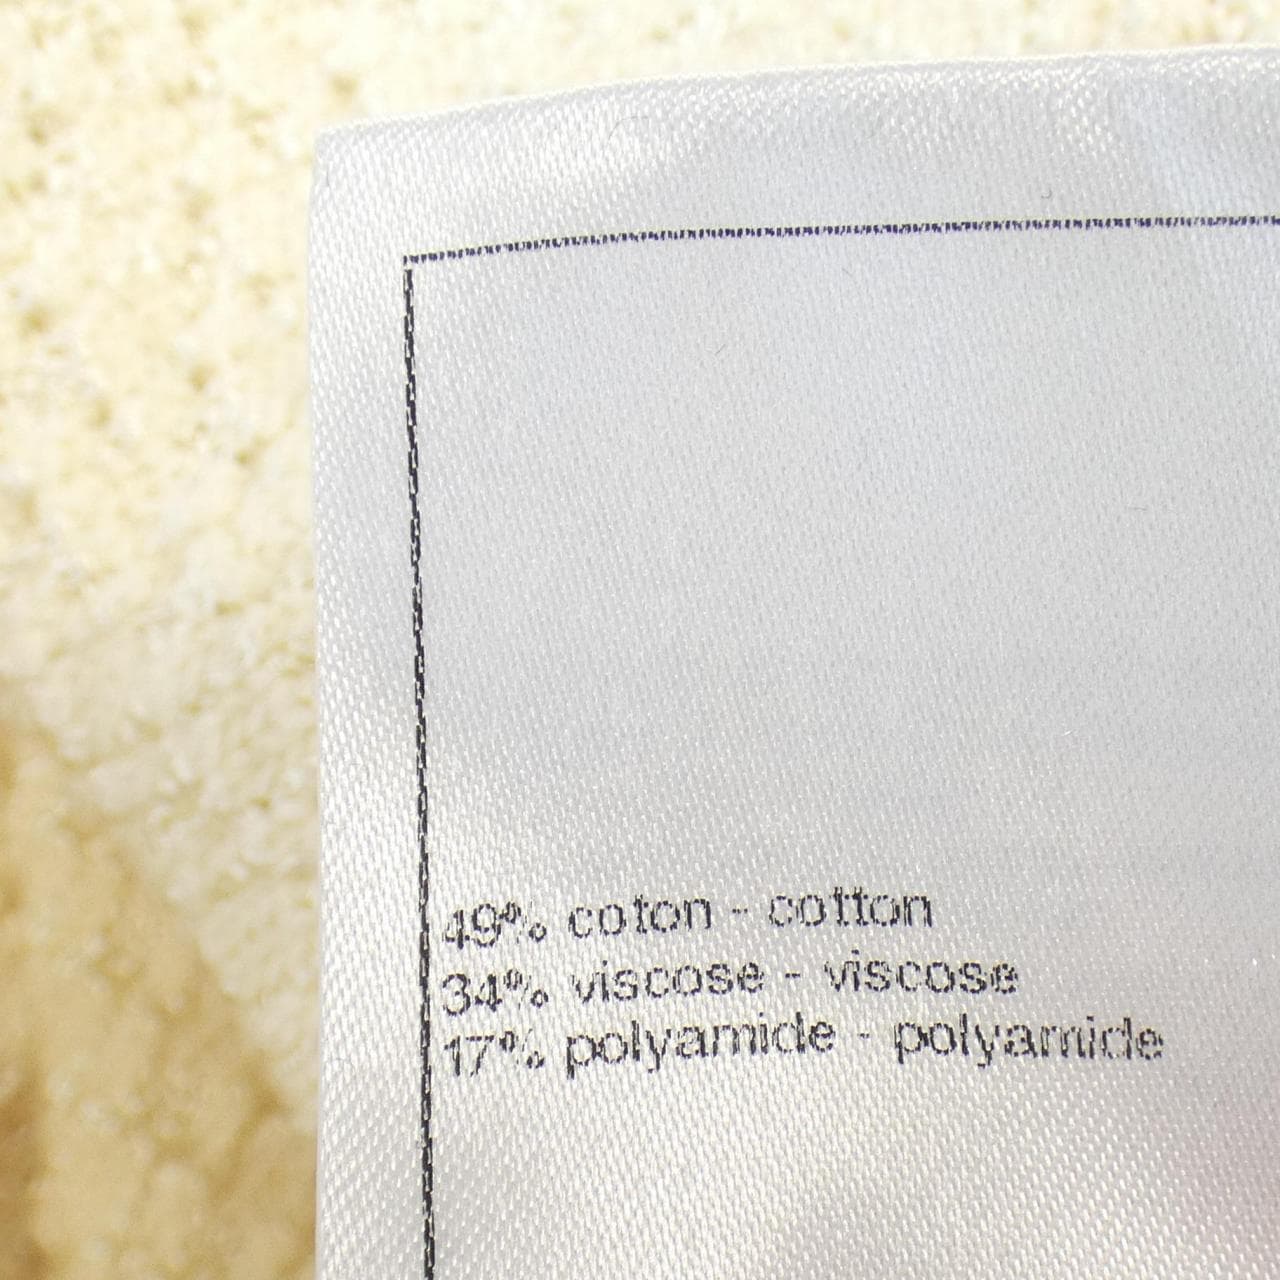 49% coton - cotton
34% viscose - viscose
17% polyamide - polyamide